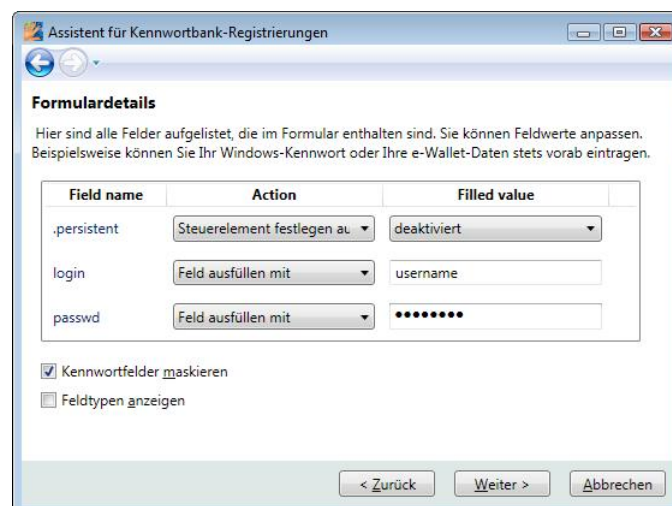 Assistent für Kennwortbank-Registrierungen
Formulardetails
Hier sind alle Felder aufgelistet, die im Formular enthalten sind. Sie können Feldwerte anpassen.
Beispielsweise können Sie Ihr Windows-Kennwort oder Ihre e-Wallet-Daten stets vorab eintragen.
Field name Action Filled value
.persistent Steuerelement festlegen au deaktiviert
login Feld ausfüllen mit username
passwd Feld ausfüllen mit ●●●●●●●●
Kennwortfelder maskieren
Feldtypen anzeigen
< Zurück Weiter > Abbrechen